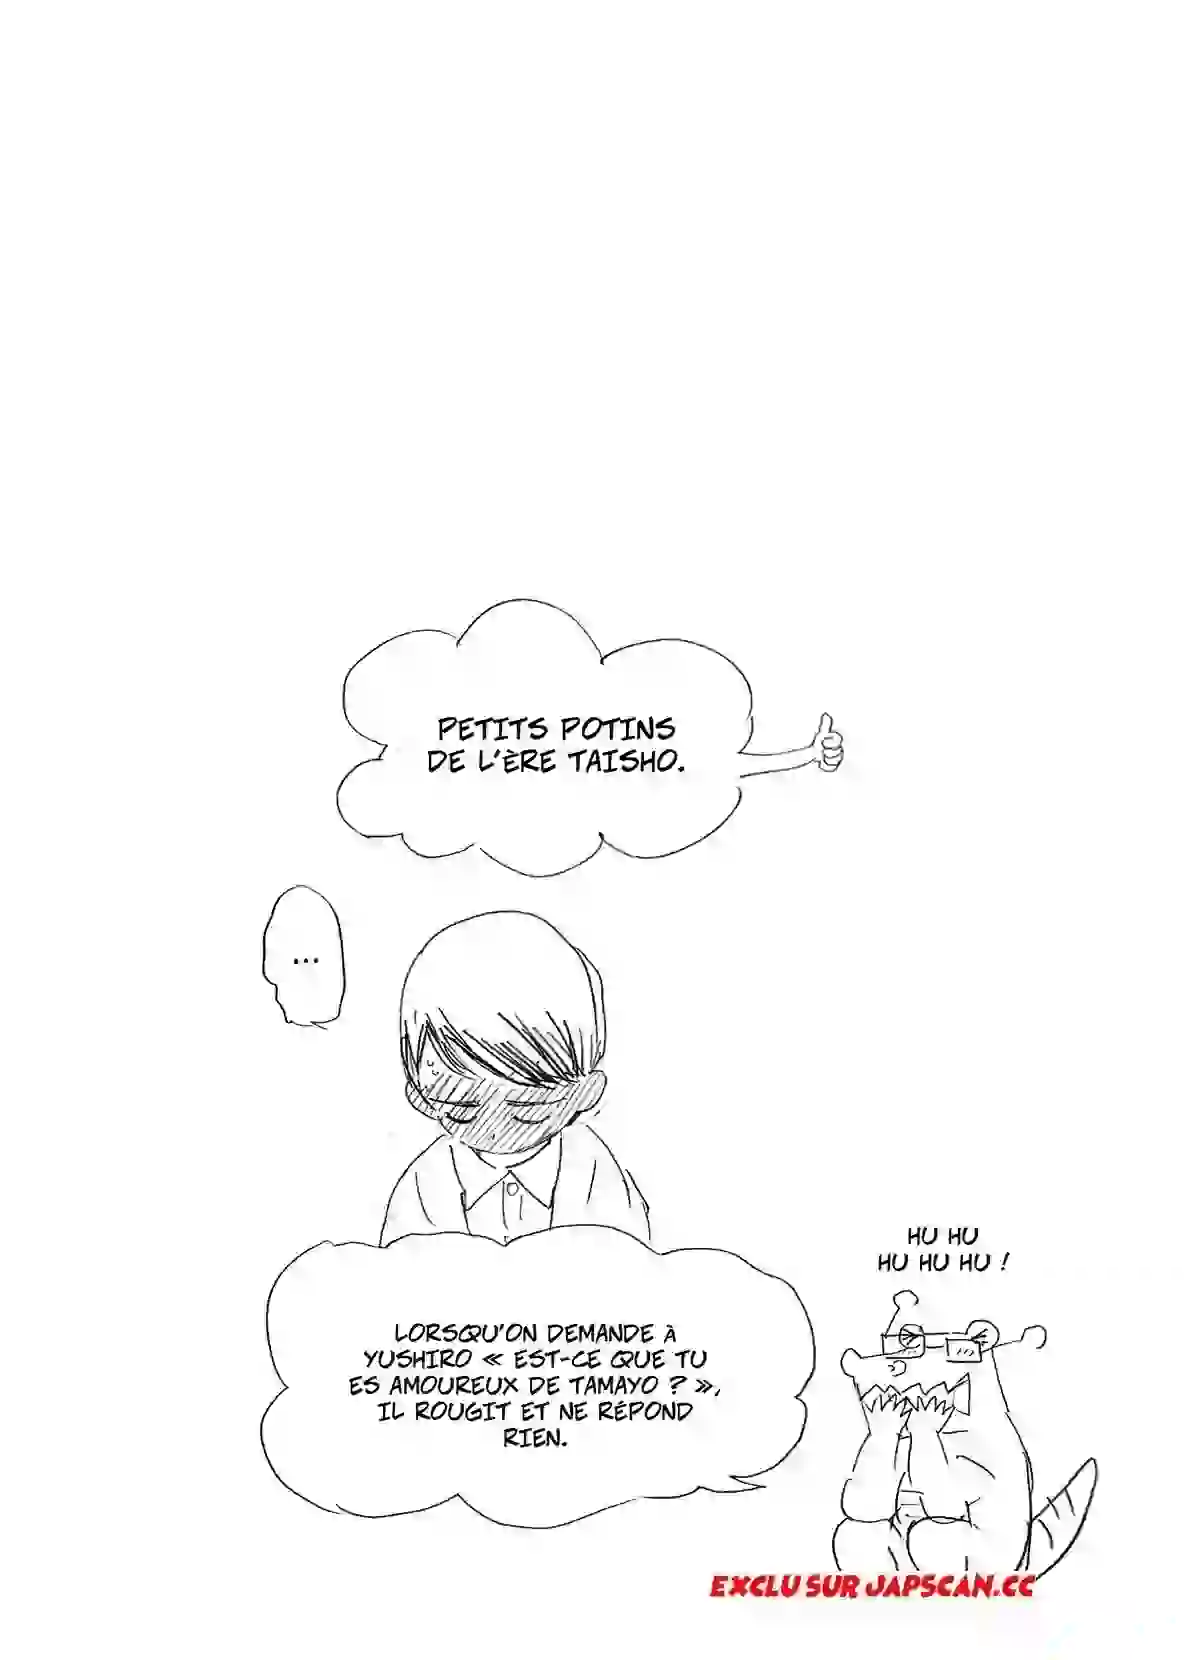 PETITS POTINS
DE L'ÈRE TAISHO.
...
HU HU
HU HU HU !
LORSQU'ON DEMANDE À
YUSHIRO « EST-CE QUE TU
ES AMOUREUX DE TAMAYO ? »,
IL ROUGIT ET NE RÉPOND
RIEN.
EXCLU SUR JAPSCAN.CC